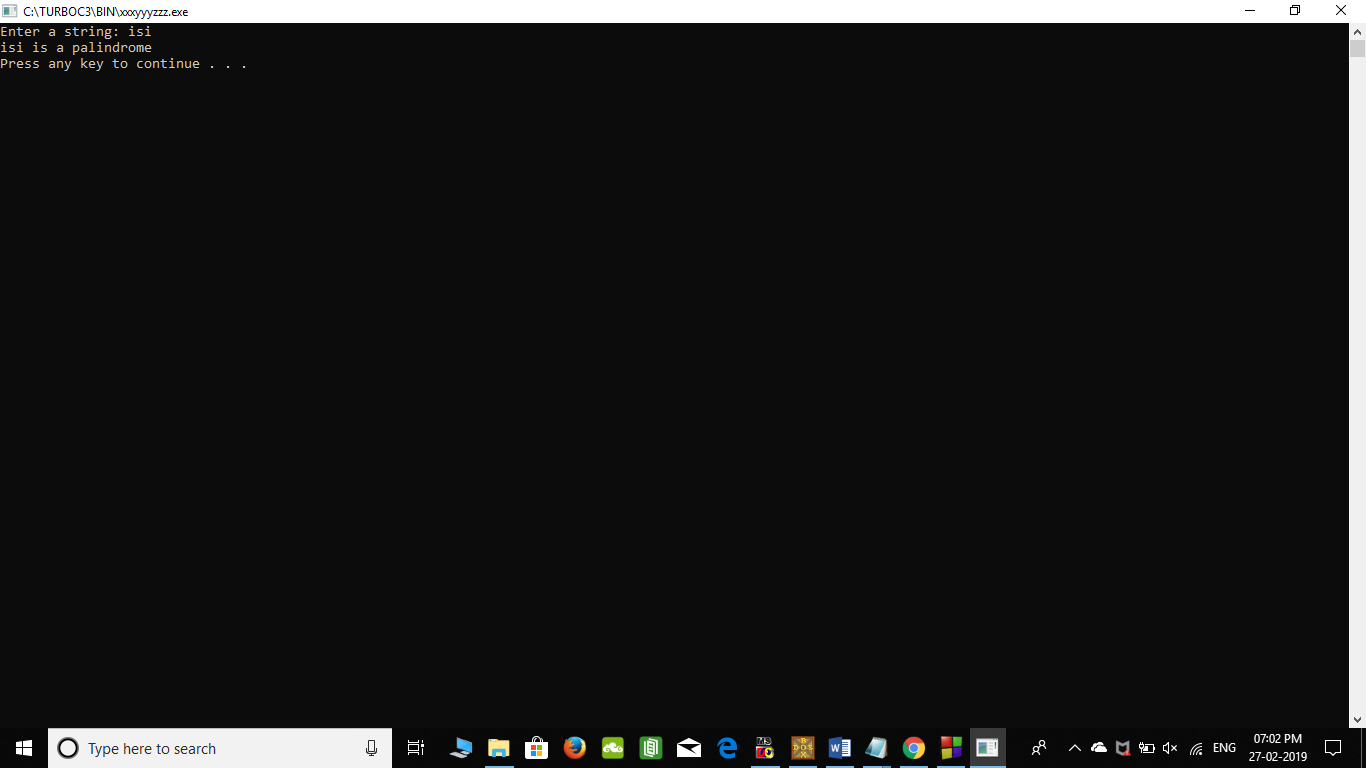 C:\TURBOC3\BIN\xxxyyyzzz.exe
Enter a string: isi
isi is a palindrome
Press any key to continue . . .
Type here to search
ENG
07:02 PM
27-02-2019